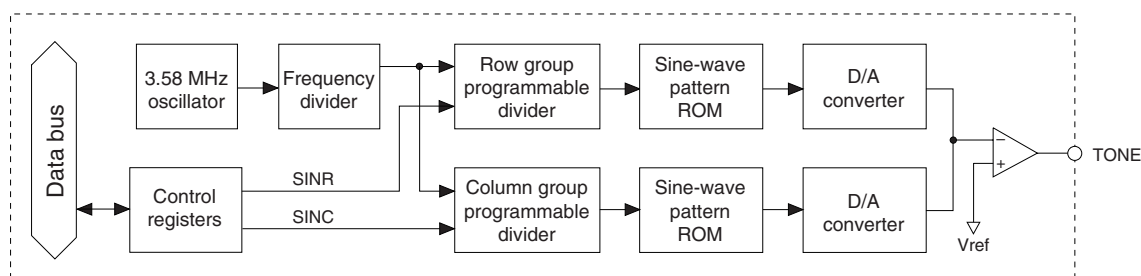 Data bus
3.58 MHz
oscillator
Frequency
divider
Row group
programmable
divider
Sine-wave
pattern
ROM
D/A
converter
−
+
TONE
Vref
Control
registers
SINR
SINC
Column group
programmable
divider
Sine-wave
pattern
ROM
D/A
converter